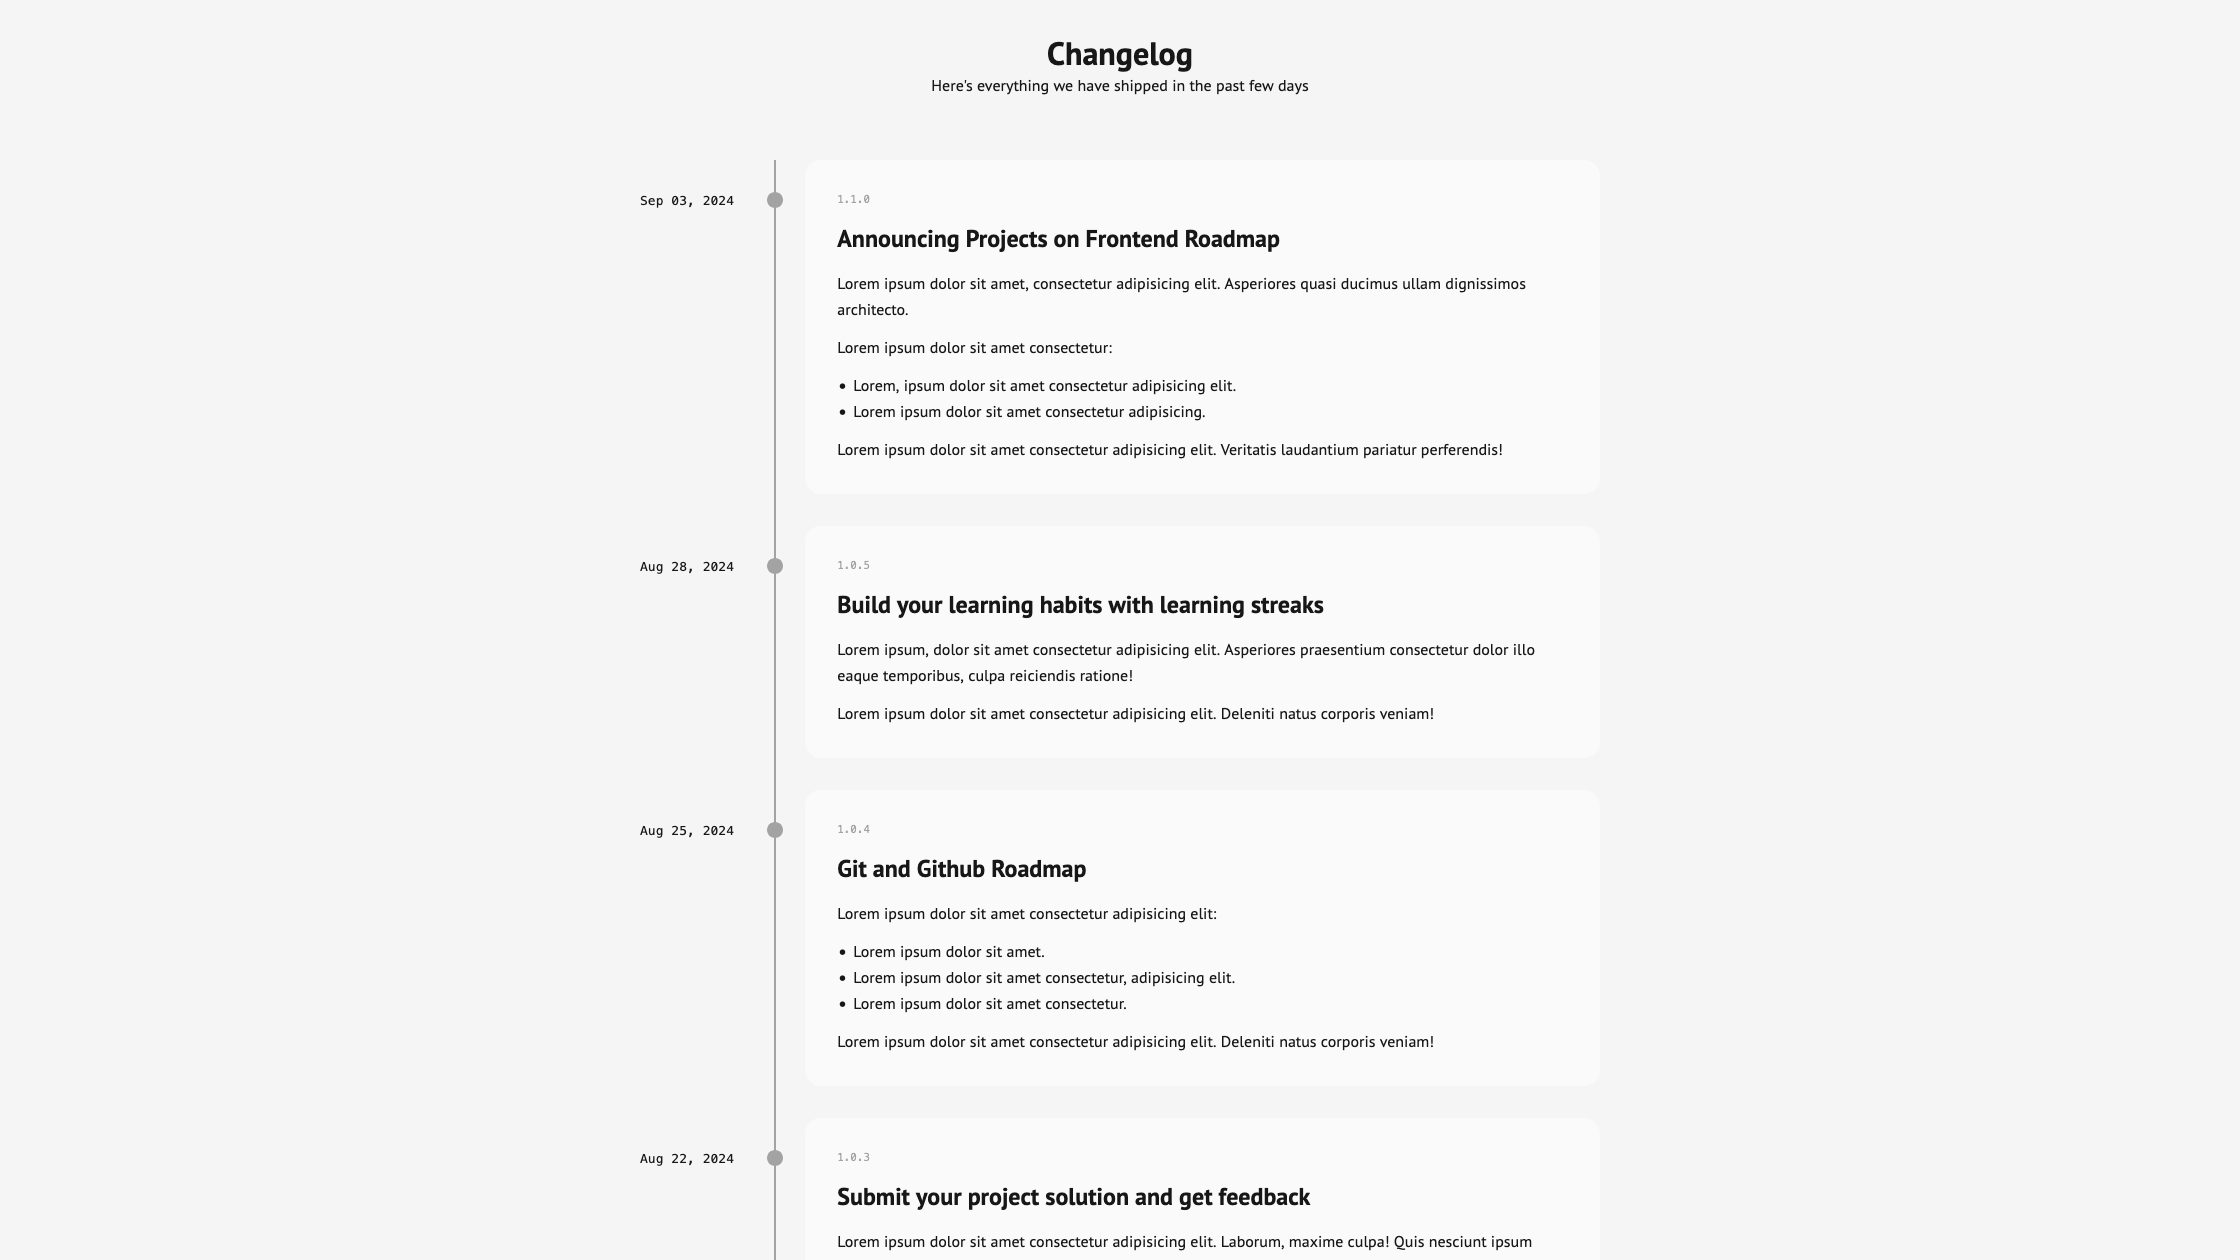 Changelog
Here's everything we have shipped in the past few days
Sep 03, 2024
1.1.0
Announcing Projects on Frontend Roadmap
Lorem ipsum dolor sit amet, consectetur adipisicing elit. Asperiores quasi ducimus ullam dignissimos
architecto.
Lorem ipsum dolor sit amet consectetur:
• Lorem, ipsum dolor sit amet consectetur adipisicing elit.
• Lorem ipsum dolor sit amet consectetur adipisicing.
Lorem ipsum dolor sit amet consectetur adipisicing elit. Veritatis laudantium pariatur perferendis!
Aug 28, 2024
1.0.5
Build your learning habits with learning streaks
Lorem ipsum, dolor sit amet consectetur adipisicing elit. Asperiores praesentium consectetur dolor illo
eaque temporibus, culpa reiciendis ratione!
Lorem ipsum dolor sit amet consectetur adipisicing elit. Deleniti natus corporis veniam!
Aug 25, 2024
1.0.4
Git and Github Roadmap
Lorem ipsum dolor sit amet consectetur adipisicing elit:
• Lorem ipsum dolor sit amet.
• Lorem ipsum dolor sit amet consectetur, adipisicing elit.
• Lorem ipsum dolor sit amet consectetur.
Lorem ipsum dolor sit amet consectetur adipisicing elit. Deleniti natus corporis veniam!
Aug 22, 2024
1.0.3
Submit your project solution and get feedback
Lorem ipsum dolor sit amet consectetur adipisicing elit. Laborum, maxime culpa! Quis nesciunt ipsum